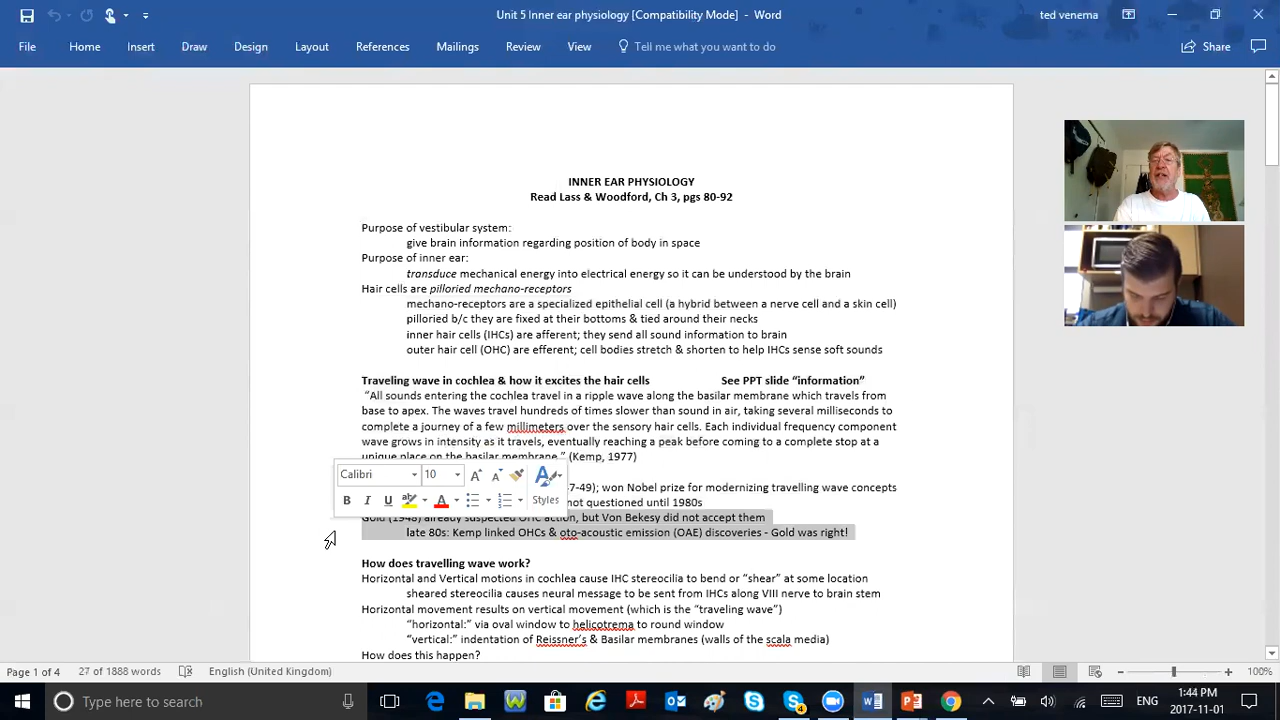 Unit 5 Inner ear physiology [Compatibility Mode] - Word
ted venema
File Home Insert Draw Design Layout References Mailings Review View Tell me what you want to do Share
INNER EAR PHYSIOLOGY
Read Lass & Woodford, Ch 3, pgs 80-92
Purpose of vestibular system:
give brain information regarding position of body in space
Purpose of inner ear:
transduce mechanical energy into electrical energy so it can be understood by the brain
Hair cells are pilloried mechano-receptors
mechano-receptors are a specialized epithelial cell (a hybrid between a nerve cell and a skin cell)
pilloried b/c they are fixed at their bottoms & tied around their necks
inner hair cells (IHCs) are afferent; they send all sound information to brain
outer hair cell (OHC) are efferent; cell bodies stretch & shorten to help IHCs sense soft sounds
Traveling wave in cochlea & how it excites the hair cells See PPT slide “information”
“All sounds entering the cochlea travel in a ripple wave along the basilar membrane which travels from
base to apex. The waves travel hundreds of times slower than sound in air, taking several milliseconds to
complete a journey of a few millimeters over the sensory hair cells. Each individual frequency component
wave grows in intensity as it travels, eventually reaching a peak before coming to a complete stop at a
unique place on the basilar membrane.” (Kemp, 1977)
Calibri 10
7-49); won Nobel prize for modernizing travelling wave concepts
Styles
not questioned until 1980s
Gold (1948) already suspected OHC action, but Von Bekesy did not accept them
late 80s: Kemp linked OHCs & oto-acoustic emission (OAE) discoveries - Gold was right!
How does travelling wave work?
Horizontal and Vertical motions in cochlea cause IHC stereocilia to bend or “shear” at some location
sheared stereocilia causes neural message to be sent from IHCs along VIII nerve to brain stem
Horizontal movement results on vertical movement (which is the “traveling wave”)
“horizontal:” via oval window to helicotrema to round window
“vertical:” indentation of Reissner’s & Basilar membranes (walls of the scala media)
How does this happen?
Page 1 of 4 27 of 1888 words English (United Kingdom) 100%
Type here to search
ENG
1:44 PM
2017-11-01